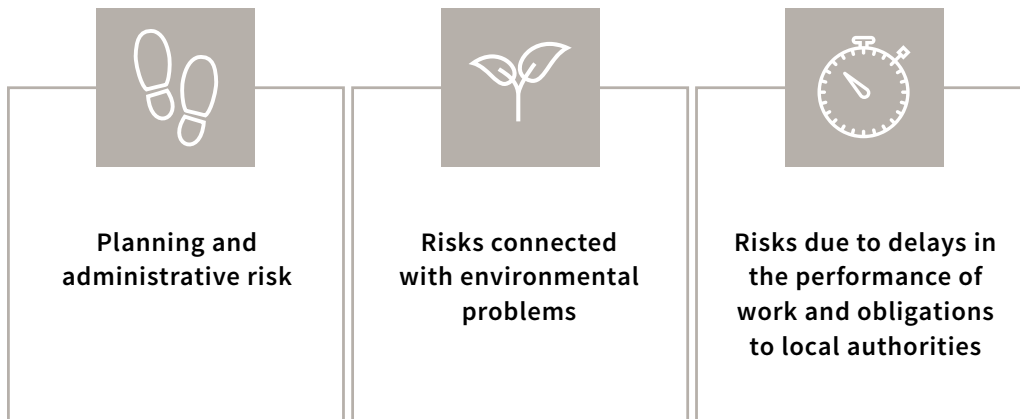 Planning and
administrative risk
Risks connected
with environmental
problems
Risks due to delays in
the performance of
work and obligations
to local authorities